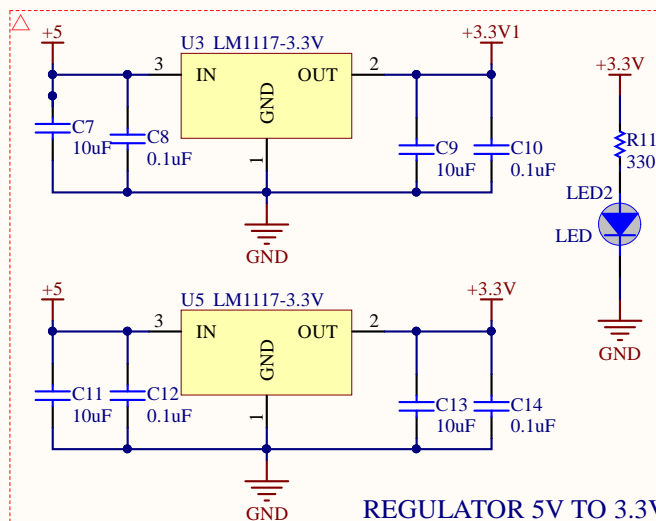 +5
U3 LM1117-3.3V
+3.3V1
3
IN
OUT
2
GND
1
C7
10uF
C8
0.1uF
C9
10uF
C10
0.1uF
GND
+3.3V
R11
330
LED2
LED
GND
+5
U5 LM1117-3.3V
+3.3V
3
IN
OUT
2
GND
1
C11
10uF
C12
0.1uF
C13
10uF
C14
0.1uF
GND
REGULATOR 5V TO 3.3V